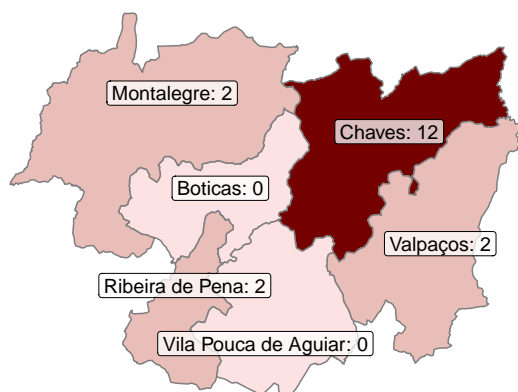 Montalegre: 2
Chaves: 12
Boticas: 0
Valpaços: 2
Ribeira de Pena: 2
Vila Pouca de Aguiar: 0